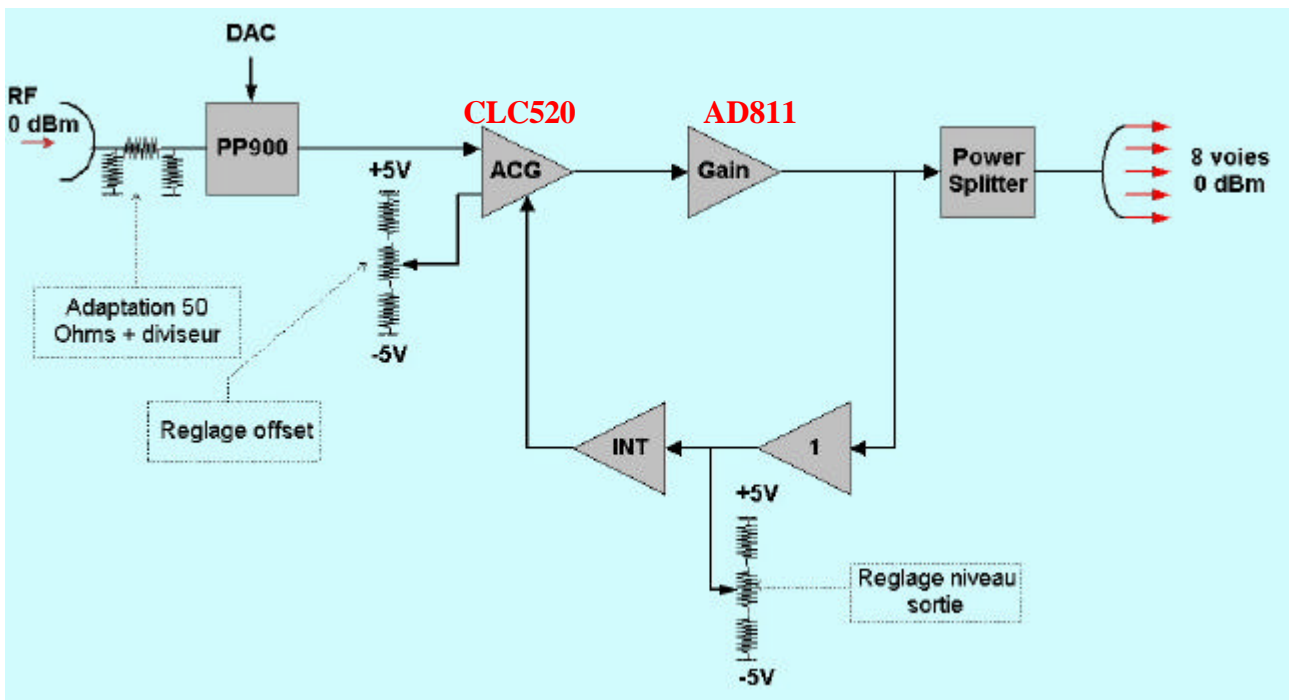 DAC
RF
0 dBm
PP900
CLC520
ACG
AD811
Gain
Power
Splitter
8 voies
0 dBm
+5V
-5V
Adaptation 50
Ohms + diviseur
Reglage offset
INT
1
+5V
-5V
Reglage niveau
sortie